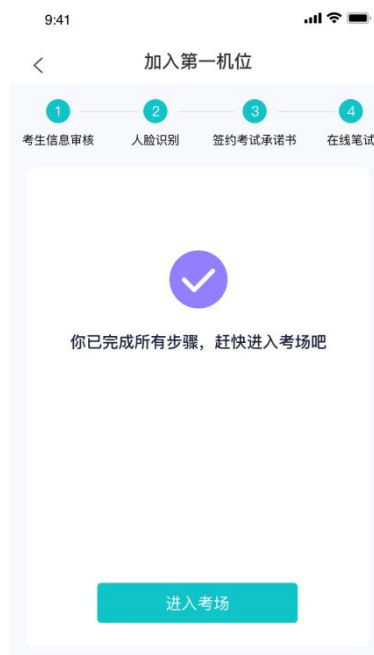 9:41
加入第一机位
1 2 3 4
考生信息审核 人脸识别 签约考试承诺书 在线笔试
你已完成所有步骤，赶快进入考场吧
进入考场